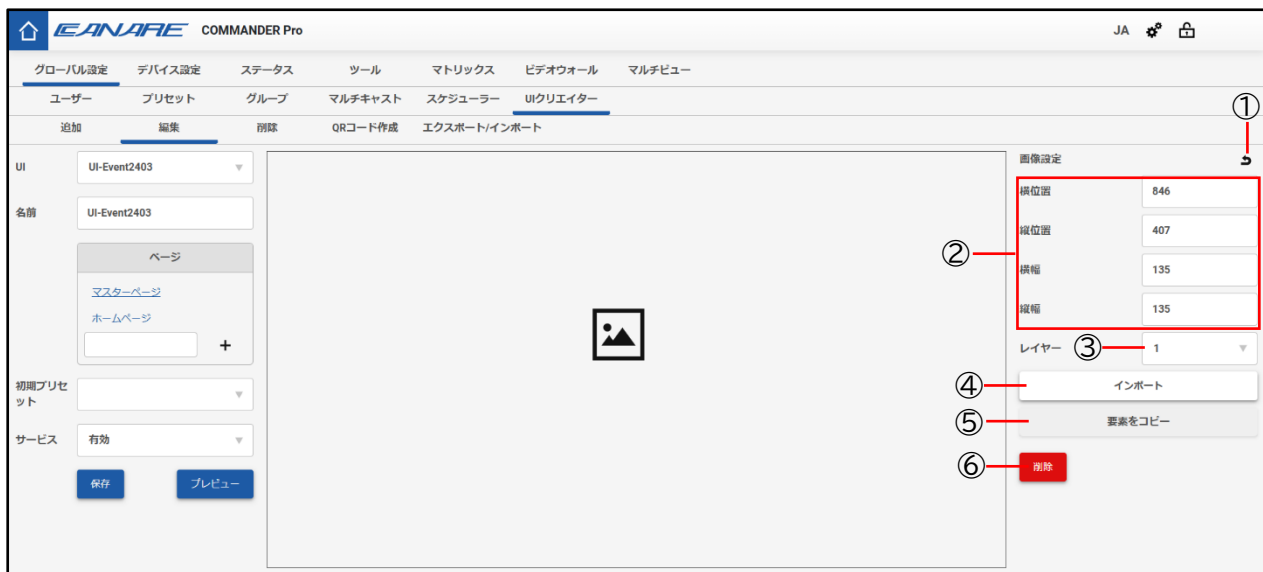 CANARE COMMANDER Pro JA
グローバル設定 デバイス設定 ステータス ツール マトリックス ビデオウォール マルチビュー
ユーザー プリセット グループ マルチキャスト スケジューラー UIクリエイター
追加 編集 削除 QRコード作成 エクスポート/インポート
①
UI UI-Event2403
名前 UI-Event2403
ページ
マスターページ
ホームページ
+
初期プリセ
ット
サービス 有効
保存 プレビュー
画像設定
横位置 846
縦位置 407
②
横幅 135
縦幅 135
レイヤー ③ 1
④ インポート
⑤ 要素をコピー
⑥ 削除